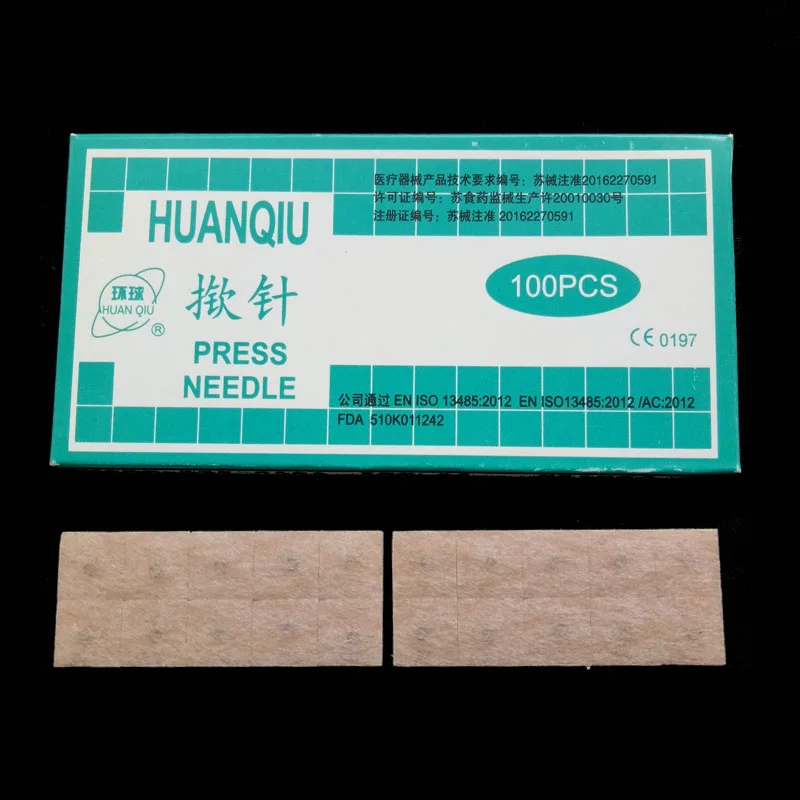 医疗器械产品技术要求编号：苏械注准20162270591
许可证编号：苏食药监械生产许20010030号
注册证编号：苏械注准 20162270591
HUANQIU
环球
HUAN QIU
®
揿针
100PCS
CE 0197
PRESS
NEEDLE
公司通过 EN ISO 13485:2012 EN ISO13485:2012 /AC:2012
FDA 510K011242